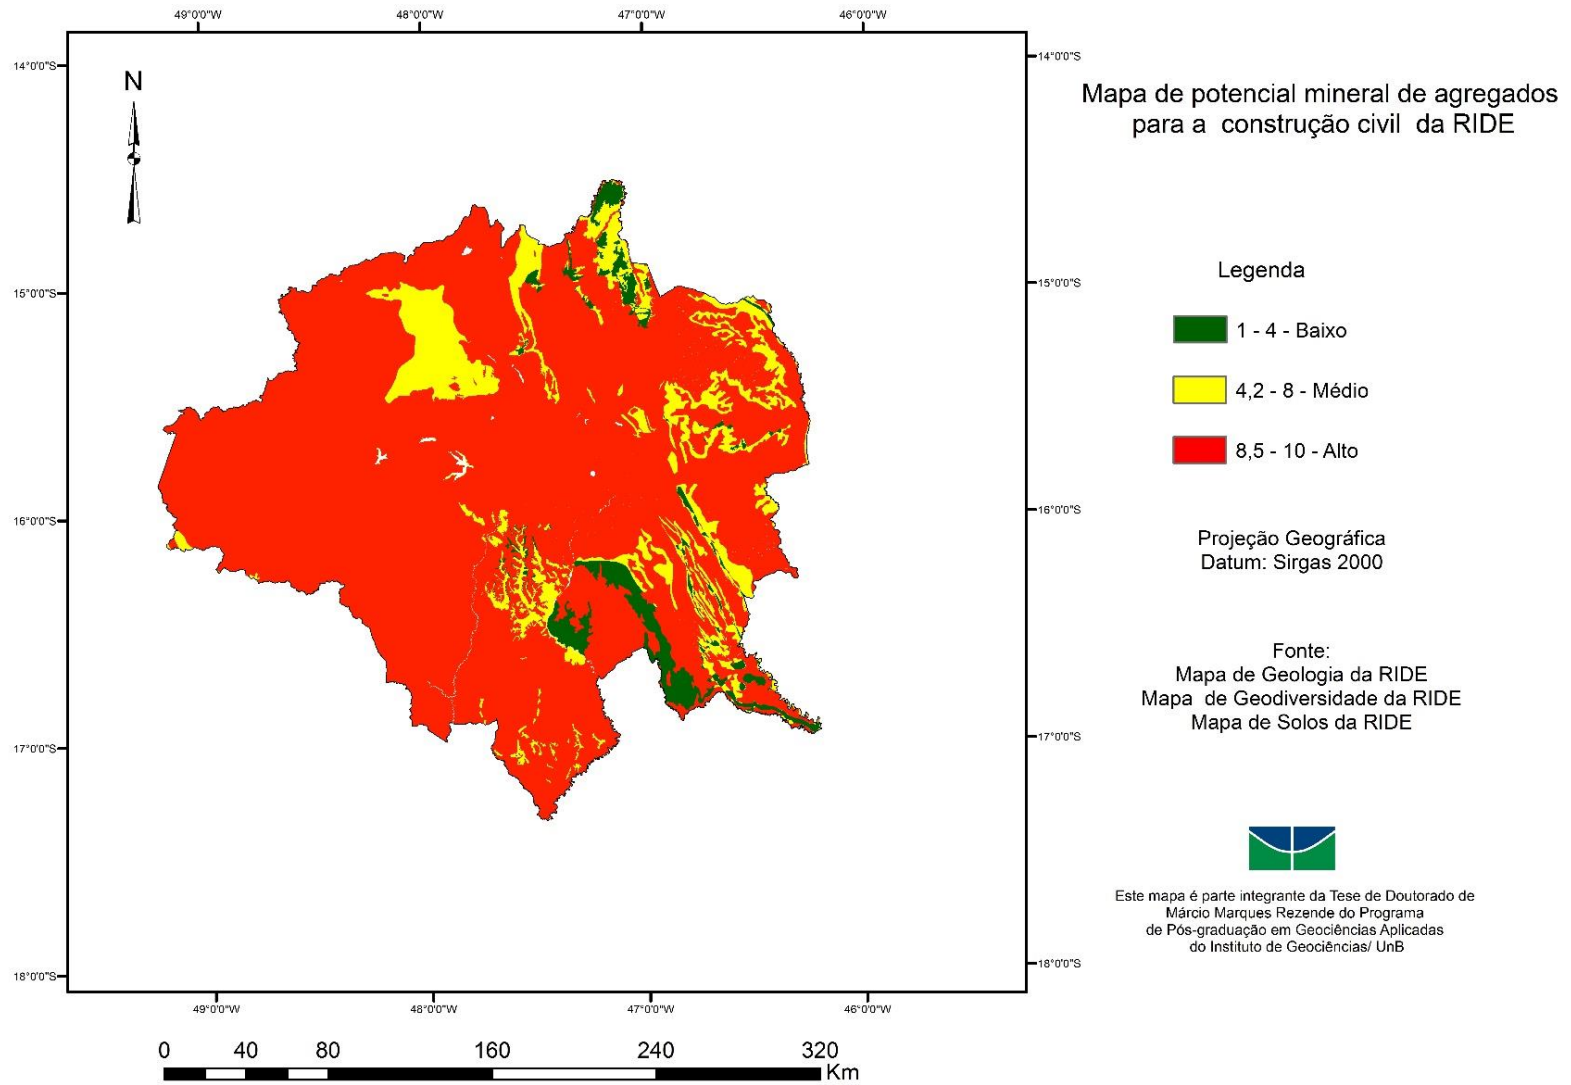 49°0'0"W
48°0'0"W
47°0'0"W
46°0'0"W
14°0'0"S
14°0'0"S
N
Mapa de potencial mineral de agregados
para a construção civil da RIDE
Legenda
15°0'0"S
15°0'0"S
1 - 4 - Baixo
4,2 - 8 - Médio
8,5 - 10 - Alto
16°0'0"S
16°0'0"S
Projeção Geográfica
Datum: Sirgas 2000
Fonte:
Mapa de Geologia da RIDE
Mapa de Geodiversidade da RIDE
Mapa de Solos da RIDE
17°0'0"S
17°0'0"S
Este mapa é parte integrante da Tese de Doutorado de
Márcio Marques Rezende do Programa
de Pós-graduação em Geociências Aplicadas
do Instituto de Geociências/ UnB
18°0'0"S
18°0'0"S
49°0'0"W
48°0'0"W
47°0'0"W
46°0'0"W
0 40 80 160 240 320
Km